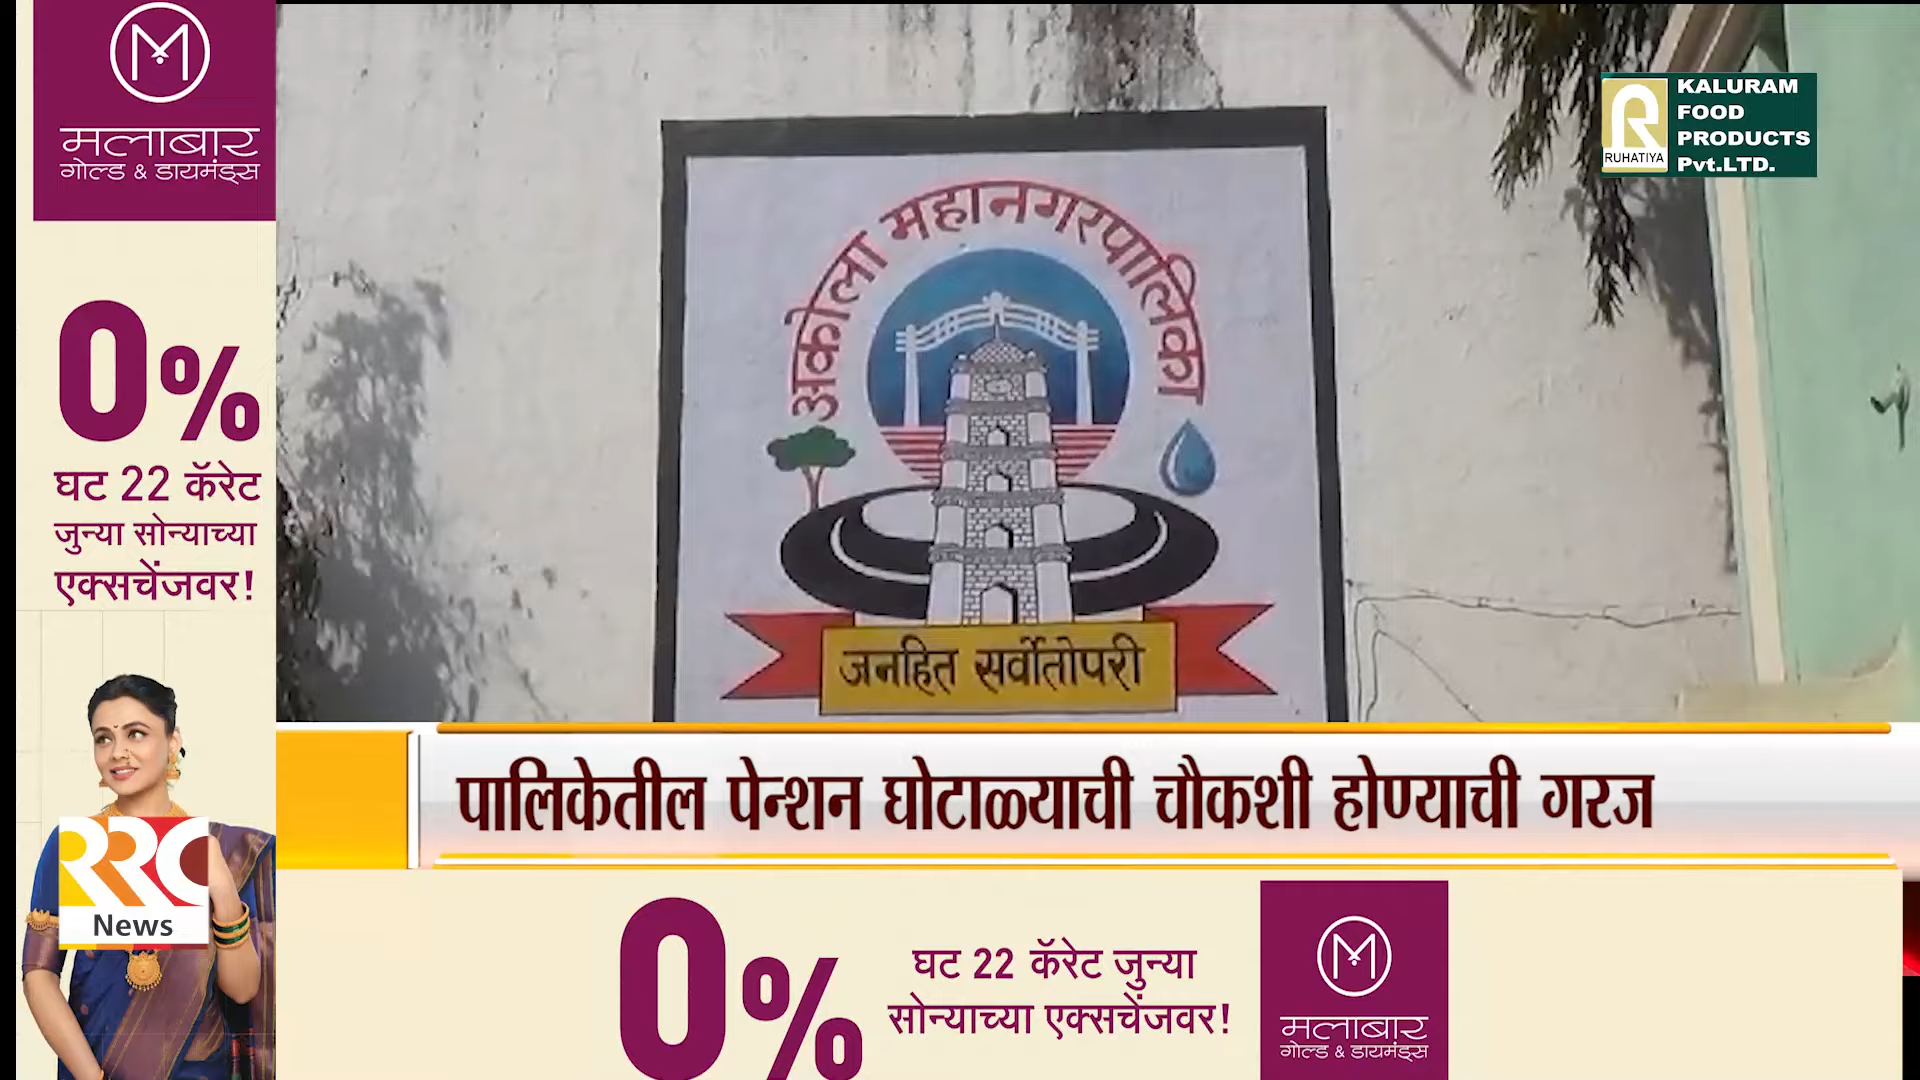 मलाबार
गोल्ड & डायमंड्स
0%
घट 22 कॅरेट
जुन्या सोन्याच्या
एक्सचेंजवर!
RRC
News
R
RUHATIYA
KALURAM
FOOD
PRODUCTS
Pvt.LTD.
अकोला महानगरपालिका
जनहित सर्वोतोपरी
पालिकेतील पेन्शन घोटाळ्याची चौकशी होण्याची गरज
0%
घट 22 कॅरेट जुन्या
सोन्याच्या एक्सचेंजवर!
मलाबार
गोल्ड & डायमंड्स